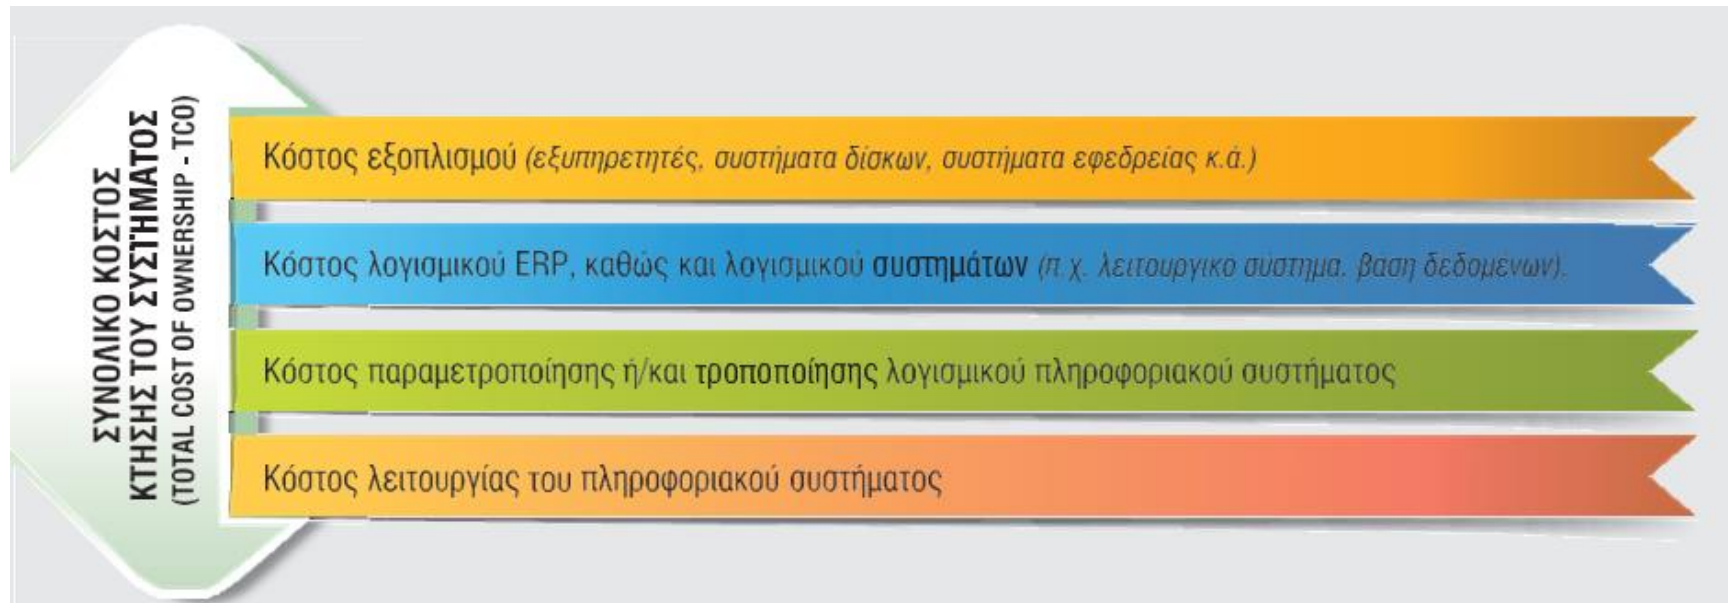 ΣΥΝΟΛΙΚΟ ΚΟΣΤΟΣ
ΚΤΗΣΗΣ ΤΟΥ ΣΥΣΤΗΜΑΤΟΣ
(TOTAL COST OF OWNERSHIP - TCO)
Κόστος εξοπλισμού (εξυπηρετητές, συστήματα δίσκων, συστήματα εφεδρείας κ.ά.)
Κόστος λογισμικού ERP, καθώς και λογισμικού συστημάτων (π.χ. λειτουργικό σύστημα, βάση δεδομένων).
Κόστος παραμετροποίησης ή/και τροποποίησης λογισμικού πληροφοριακού συστήματος
Κόστος λειτουργίας του πληροφοριακού συστήματος